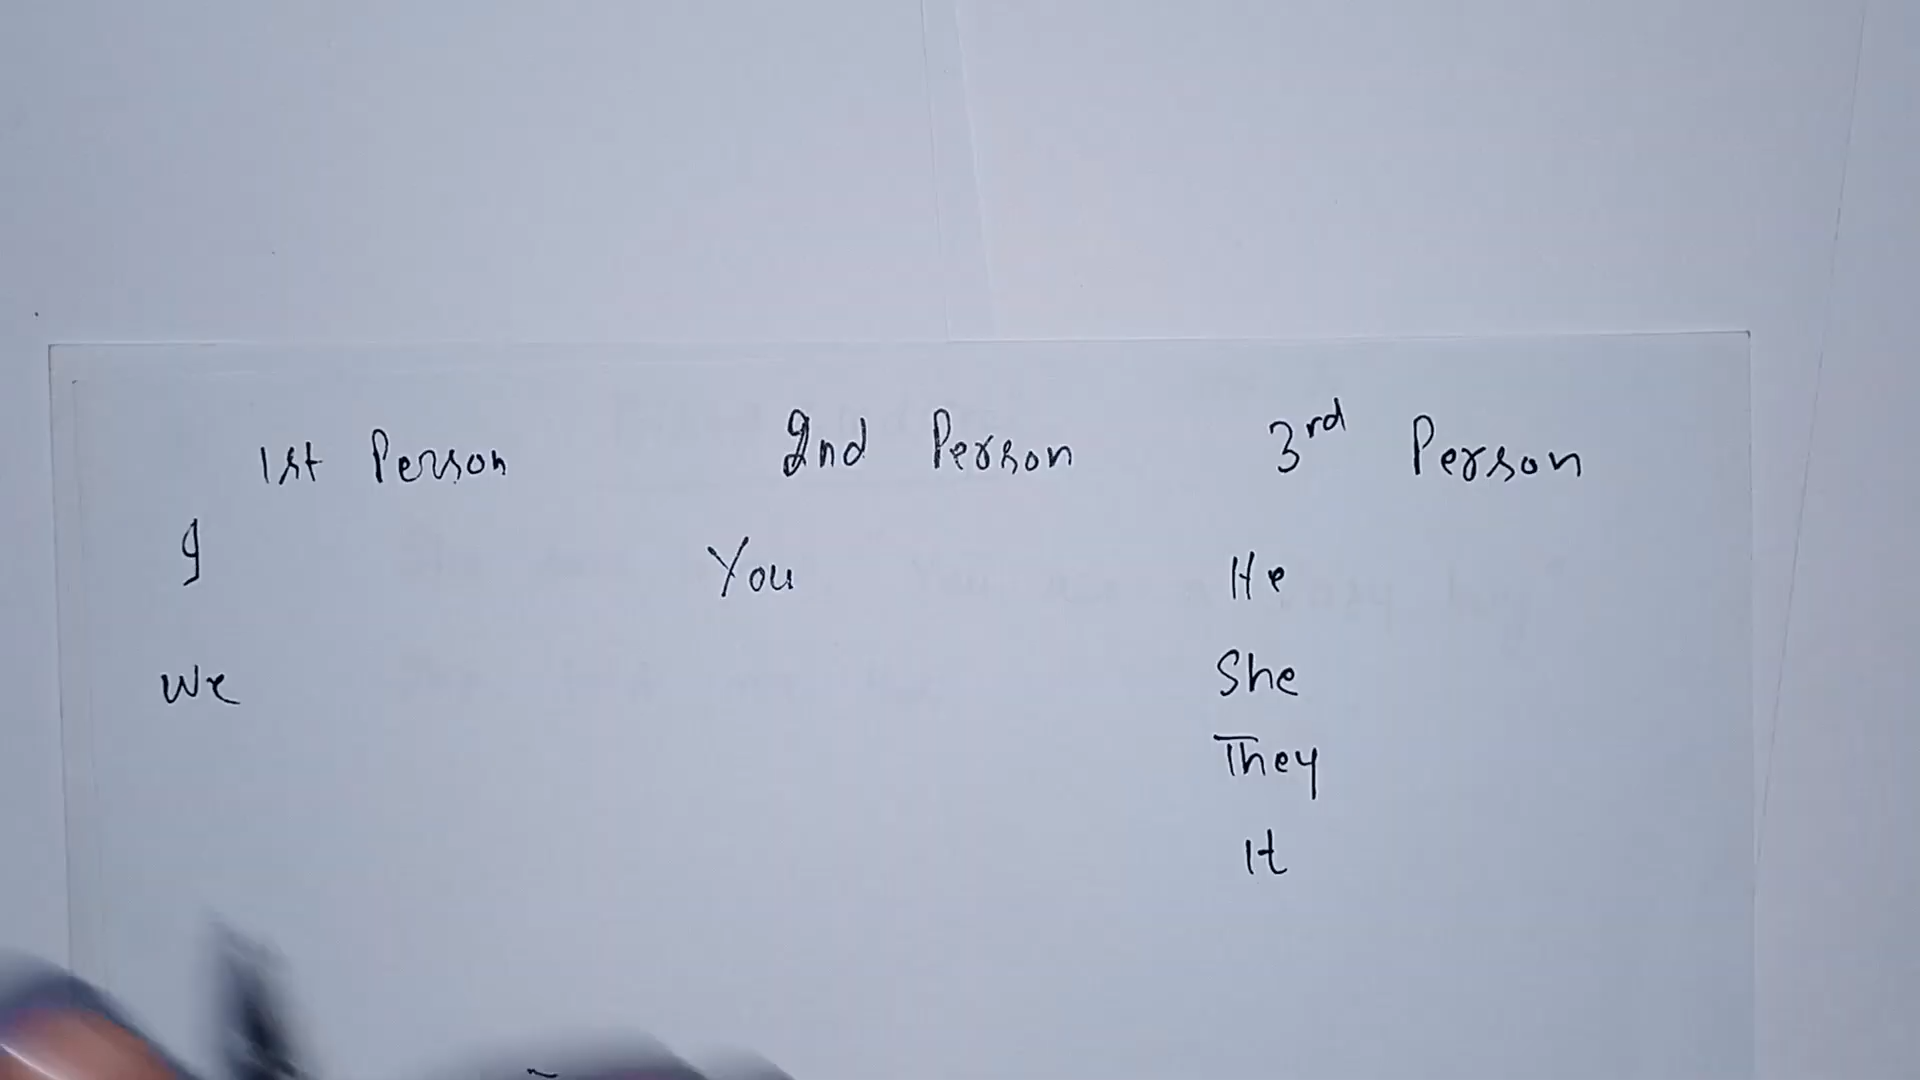 1st Person 2nd Person 3rd Person
I You He
We She
They
It